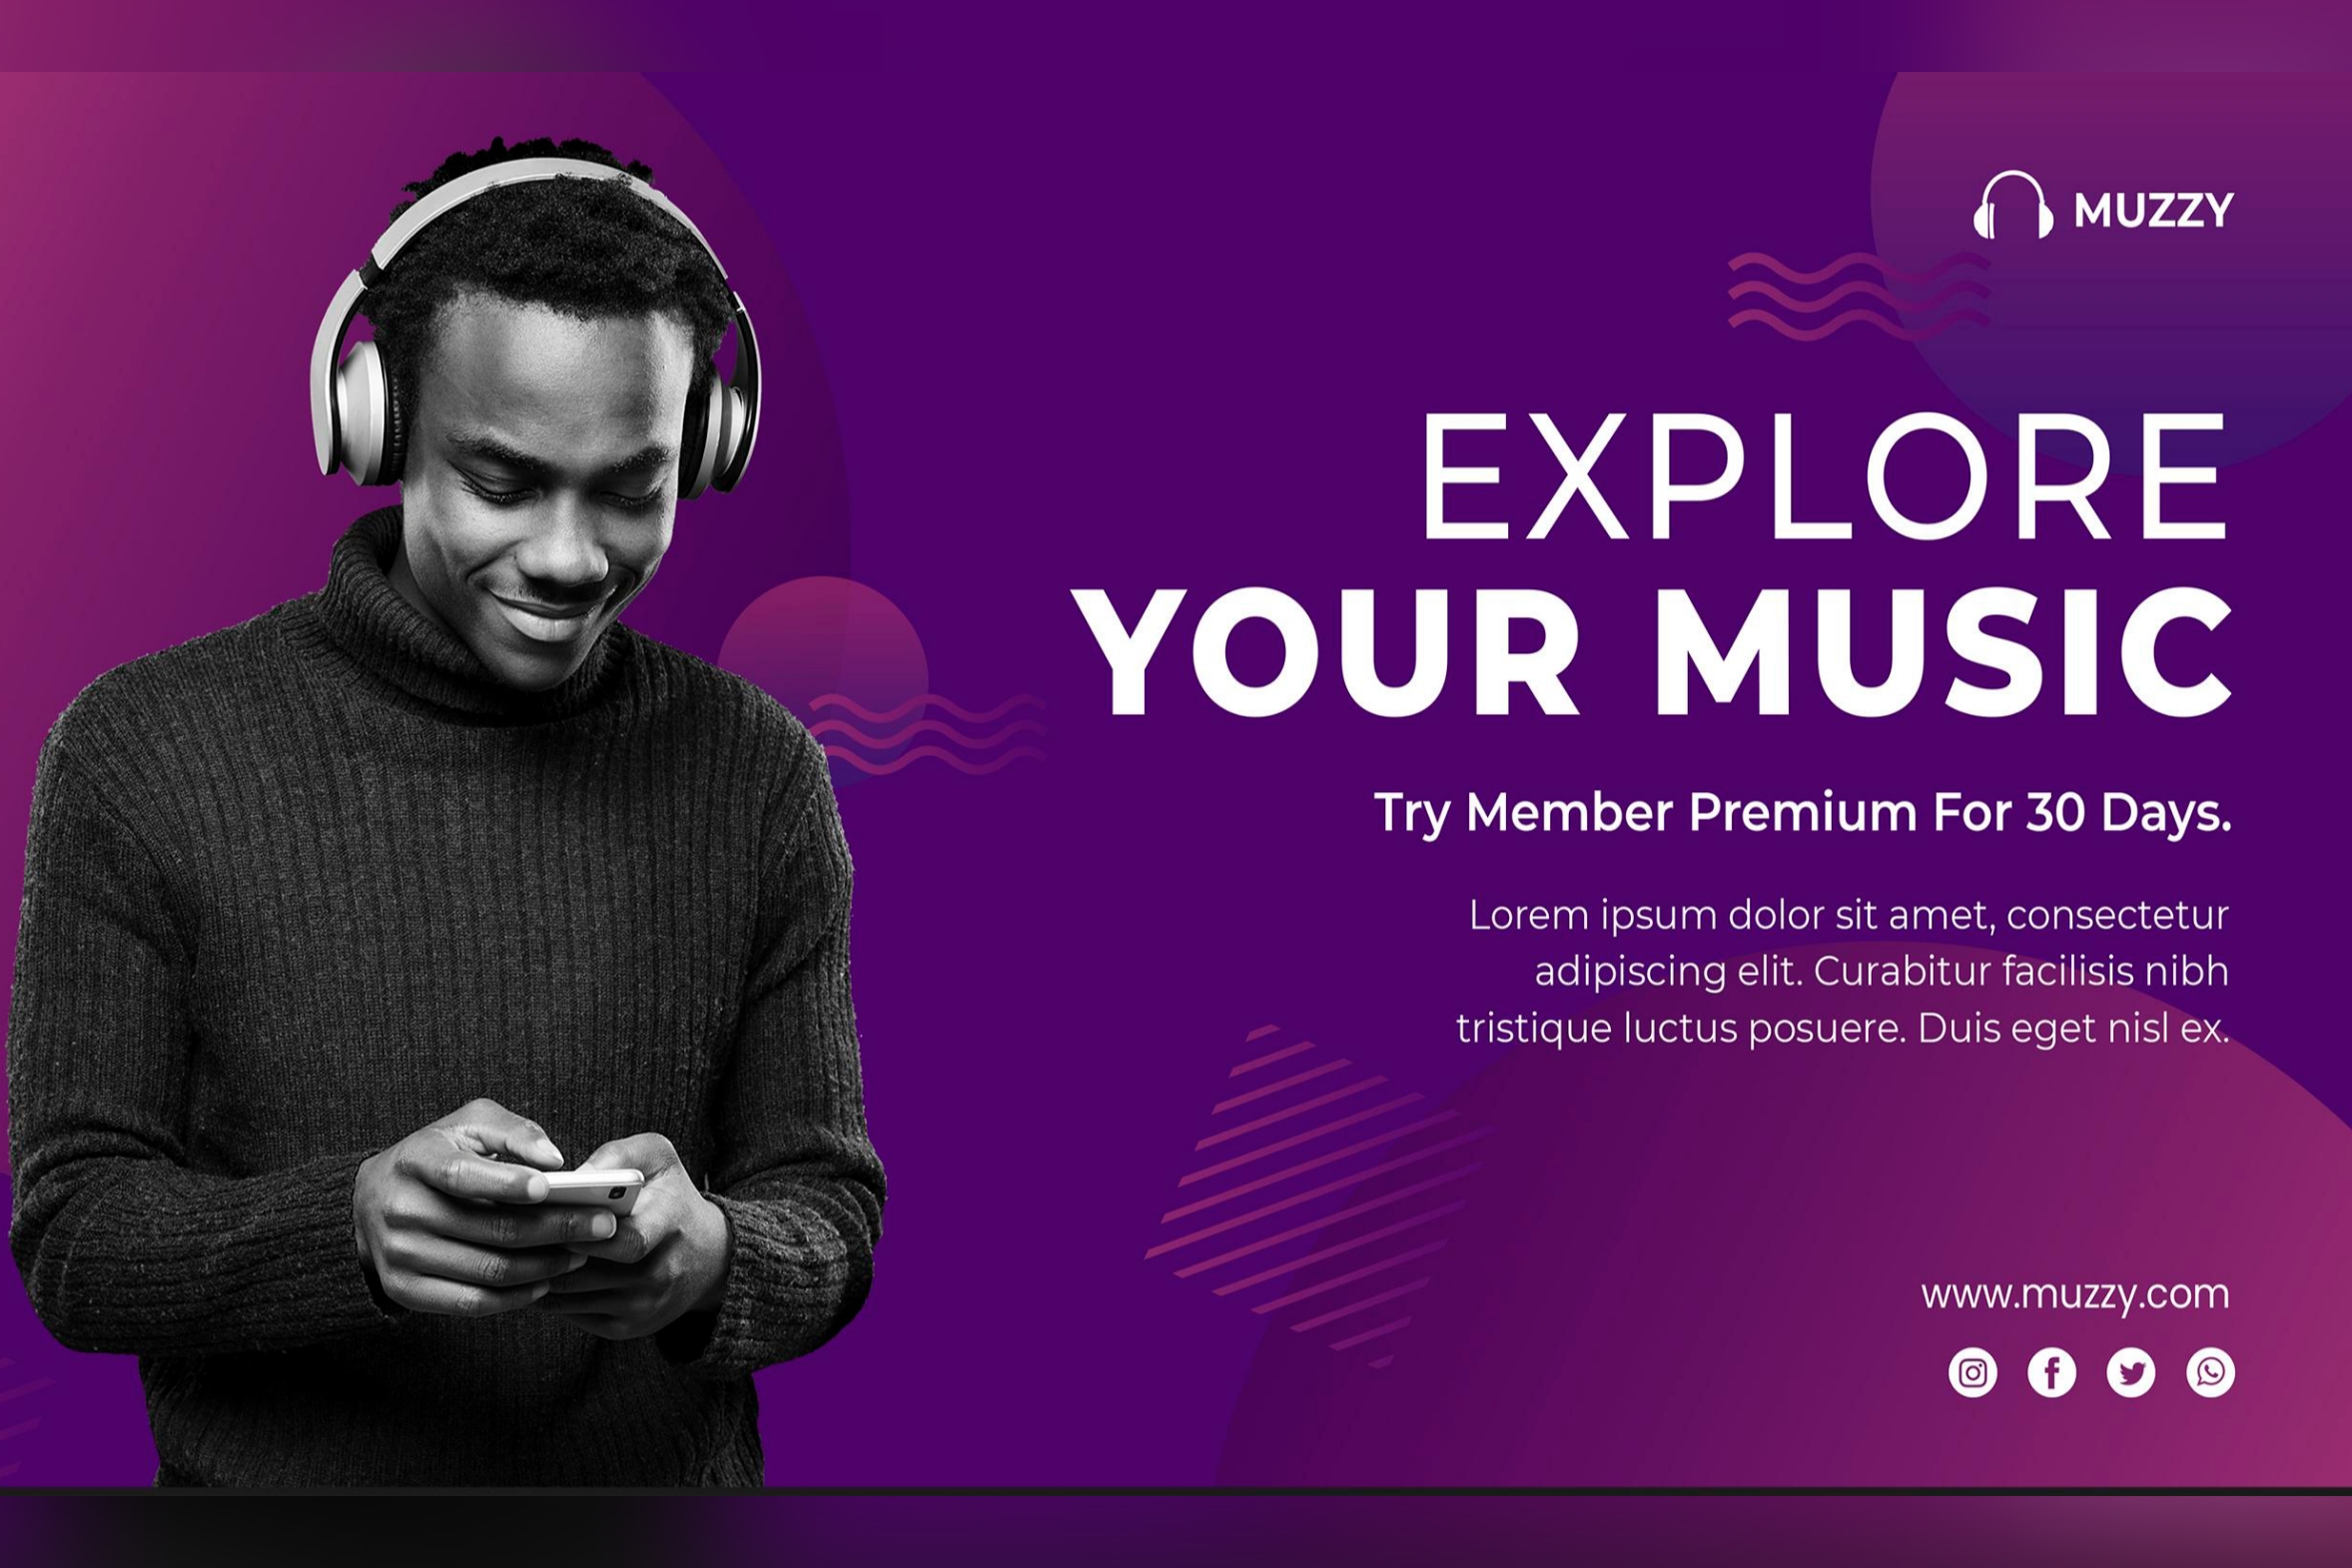 MUZZY
EXPLORE
YOUR MUSIC
Try Member Premium For 30 Days.
Lorem ipsum dolor sit amet, consectetur
adipiscing elit. Curabitur facilisis nibh
tristique luctus posuere. Duis eget nisl ex.
www.muzzy.com